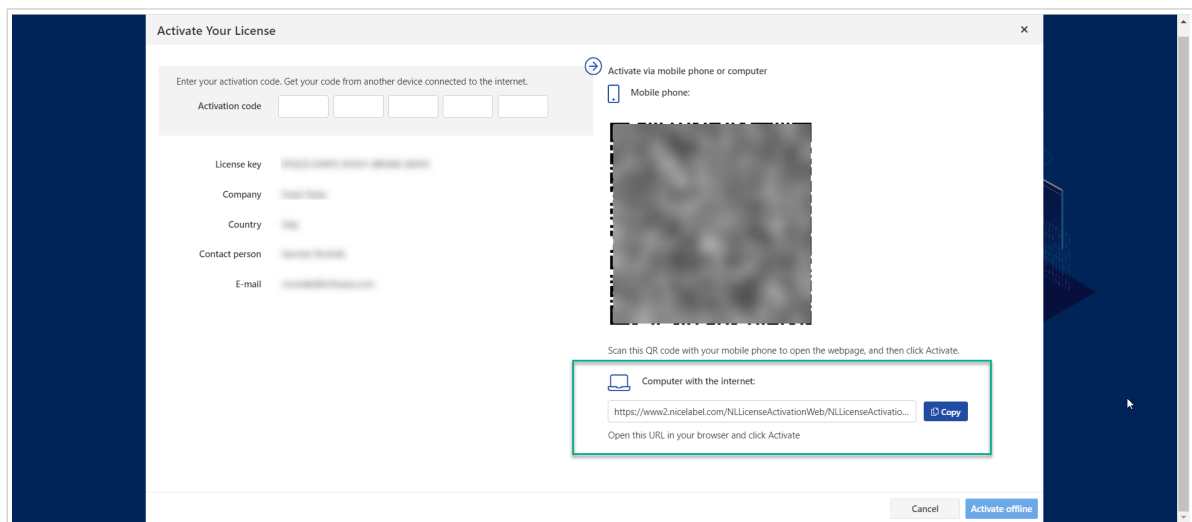 Activate Your License
Enter your activation code. Get your code from another device connected to the internet.
Activation code
License key
Company
Country
Contact person
E-mail
Activate via mobile phone or computer
Mobile phone:
Scan this QR code with your mobile phone to open the webpage, and then click Activate.
Computer with the internet:
https://www2.nicelabel.com/NLLicenseActivationWeb/NLLicenseActivatio...
Copy
Open this URL in your browser and click Activate
Cancel
Activate offline